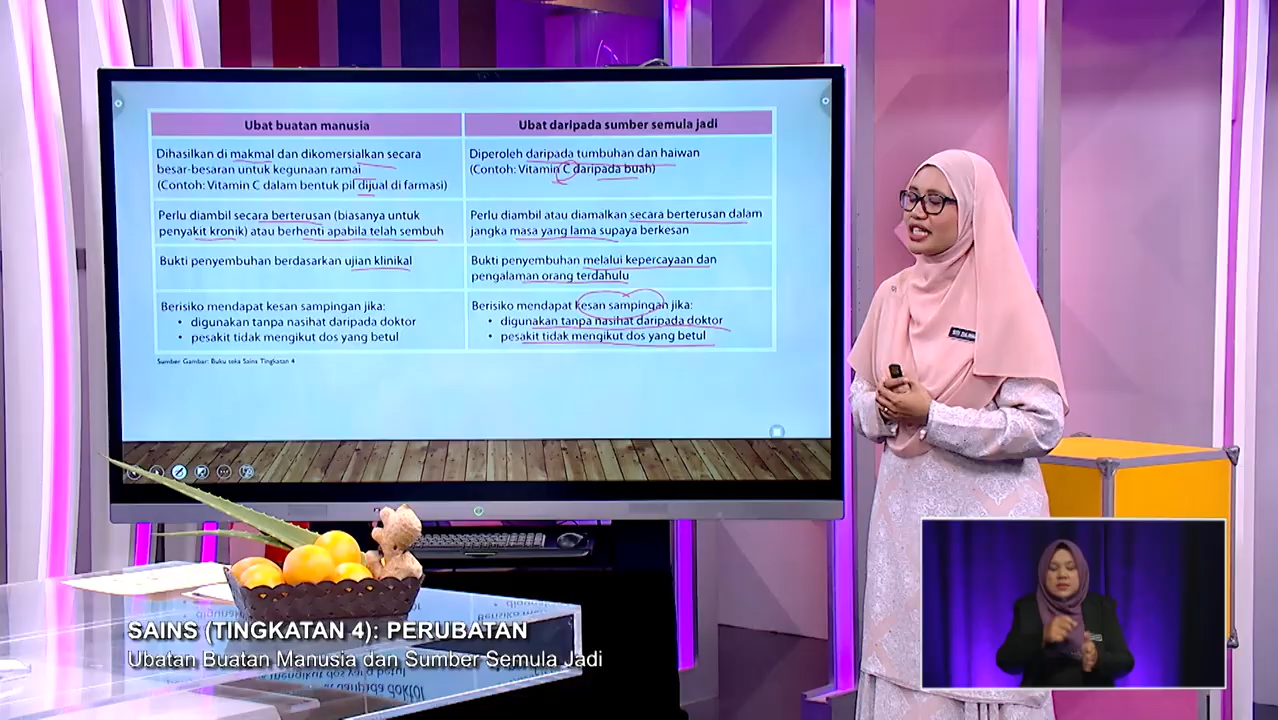 Ubat buatan manusia
Ubat daripada sumber semula jadi
Dihasilkan di makmal dan dikomersialkan secara
besar-besaran untuk kegunaan ramai
(Contoh: Vitamin C dalam bentuk pil dijual di farmasi)
Diperoleh daripada tumbuhan dan haiwan
(Contoh: Vitamin C daripada buah)
Perlu diambil secara berterusan (biasanya untuk
penyakit kronik) atau berhenti apabila telah sembuh
Perlu diambil atau diamalkan secara berterusan dalam
jangka masa yang lama supaya berkesan
Bukti penyembuhan berdasarkan ujian klinikal
Bukti penyembuhan melalui kepercayaan dan
pengalaman orang terdahulu
Berisiko mendapat kesan sampingan jika:
• digunakan tanpa nasihat daripada doktor
• pesakit tidak mengikut dos yang betul
Berisiko mendapat kesan sampingan jika:
• digunakan tanpa nasihat daripada doktor
• pesakit tidak mengikut dos yang betul
Sumber Gambar: Buku teks Sains Tingkatan 4
SAINS (TINGKATAN 4): PERUBATAN
Ubatan Buatan Manusia dan Sumber Semula Jadi